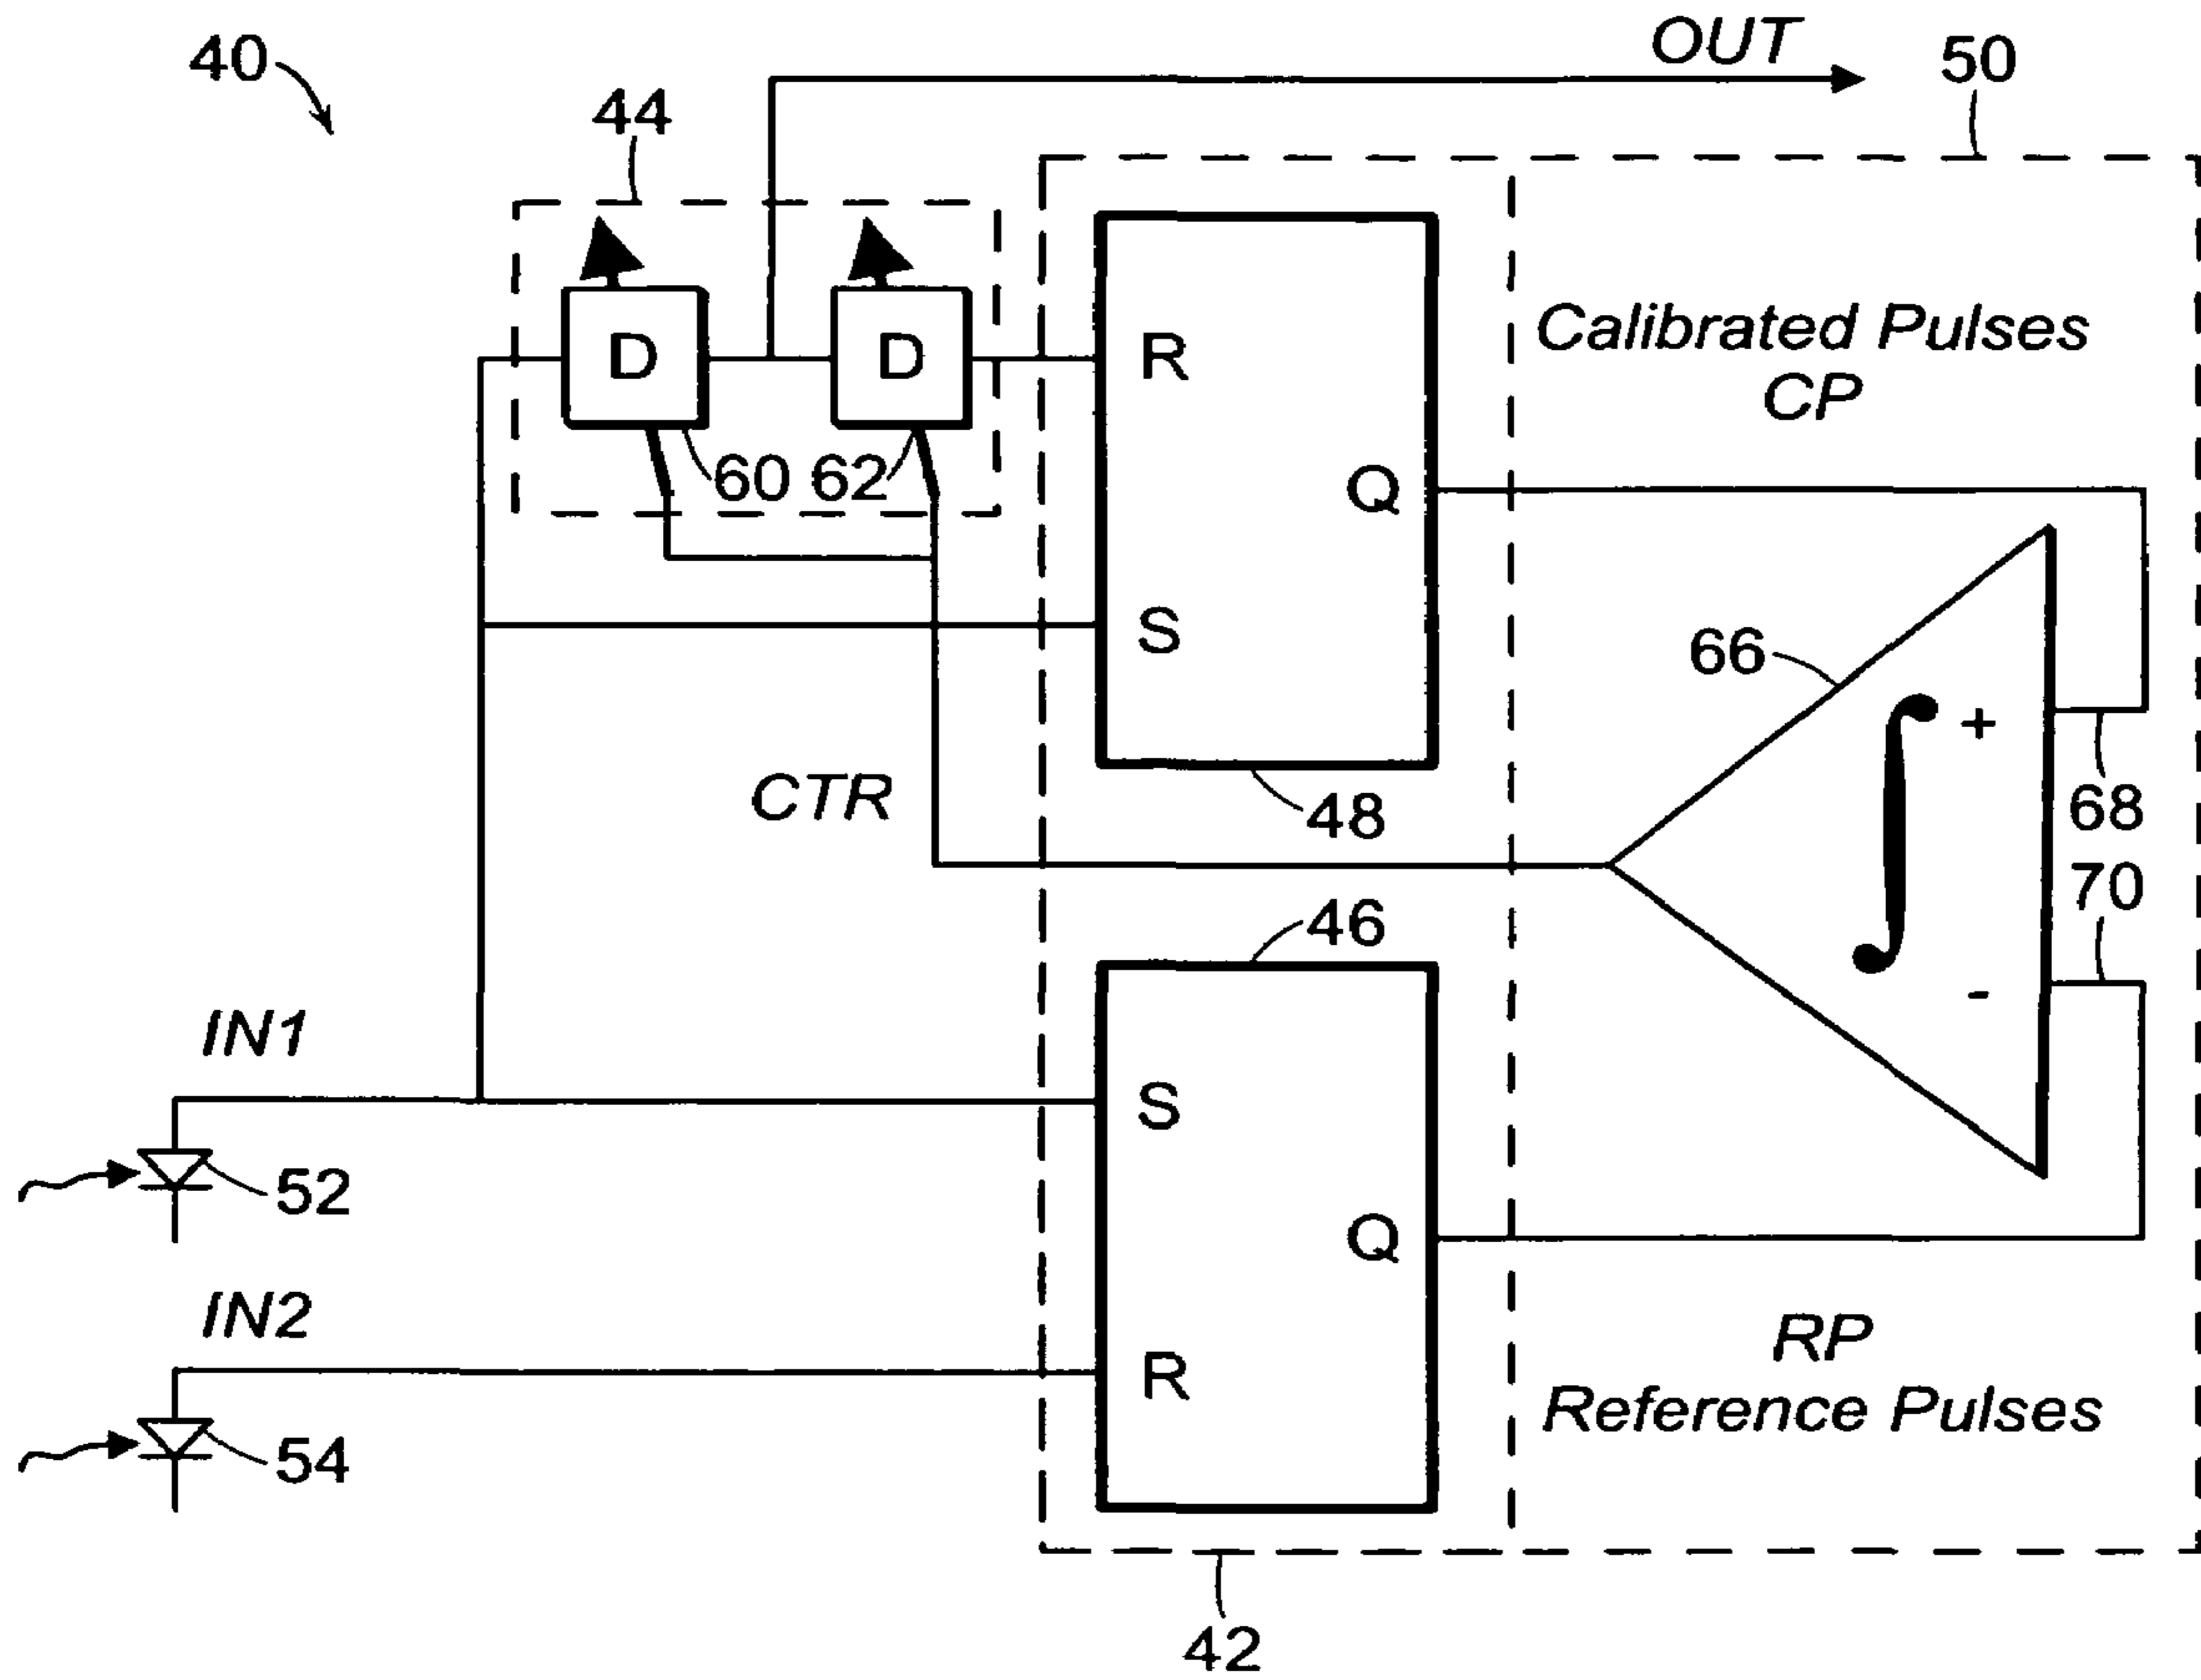 OUT
40
50
44
D
D
R
Calibrated Pulses
CP
60
62
Q
S
66
+
∫
CTR
48
68
70
46
-
IN1
S
52
Q
IN2
RP
R
Reference Pulses
54
42